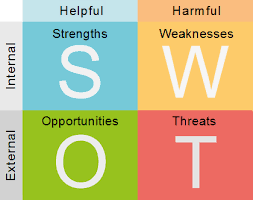 Helpful Harmful
Internal
Strengths Weaknesses
S W
External
Opportunities Threats
O T